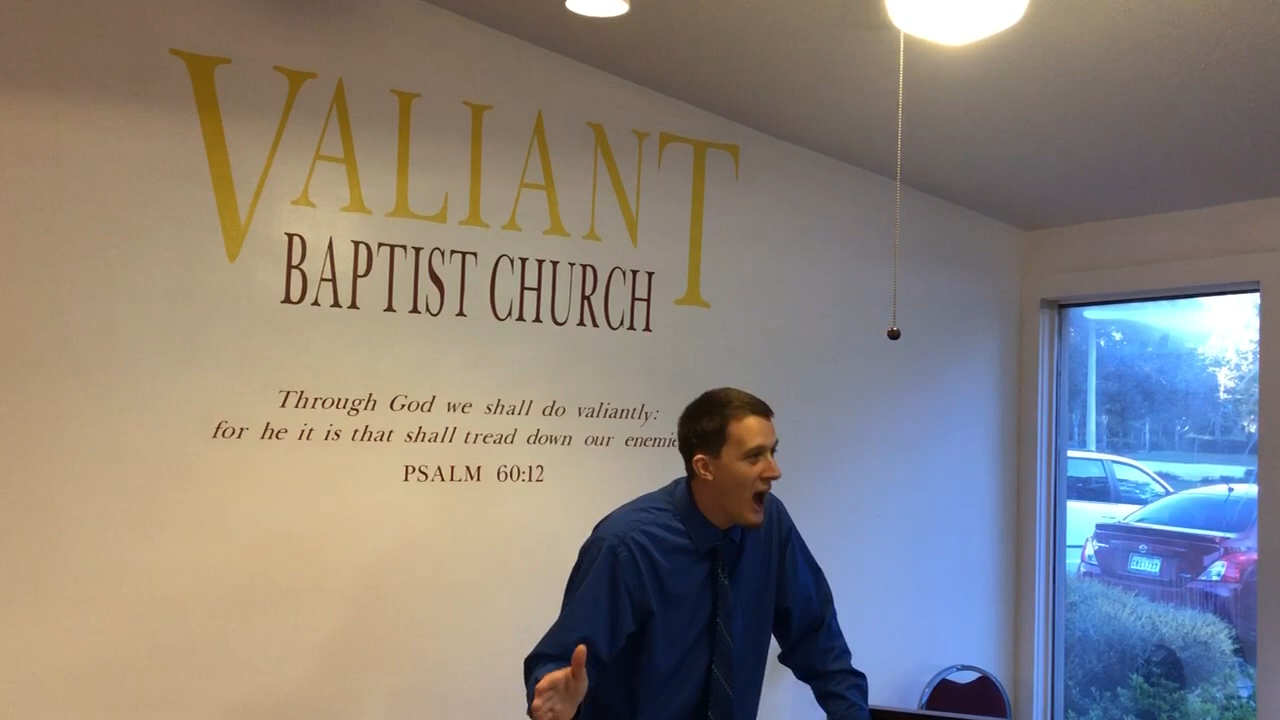 VALIANT
BAPTIST CHURCH
Through God we shall do valiantly:
for he it is that shall tread down our
PSALM 60:12